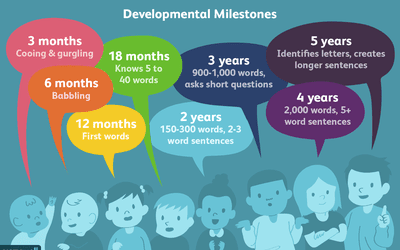 Developmental Milestones
3 months
Cooing & gurgling
6 months
Babbling
12 months
First words
18 months
Knows 5 to
40 words
2 years
150-300 words, 2-3
word sentences
3 years
900-1,000 words,
asks short questions
4 years
2,000 words, 5+
word sentences
5 years
Identifies letters, creates
longer sentences